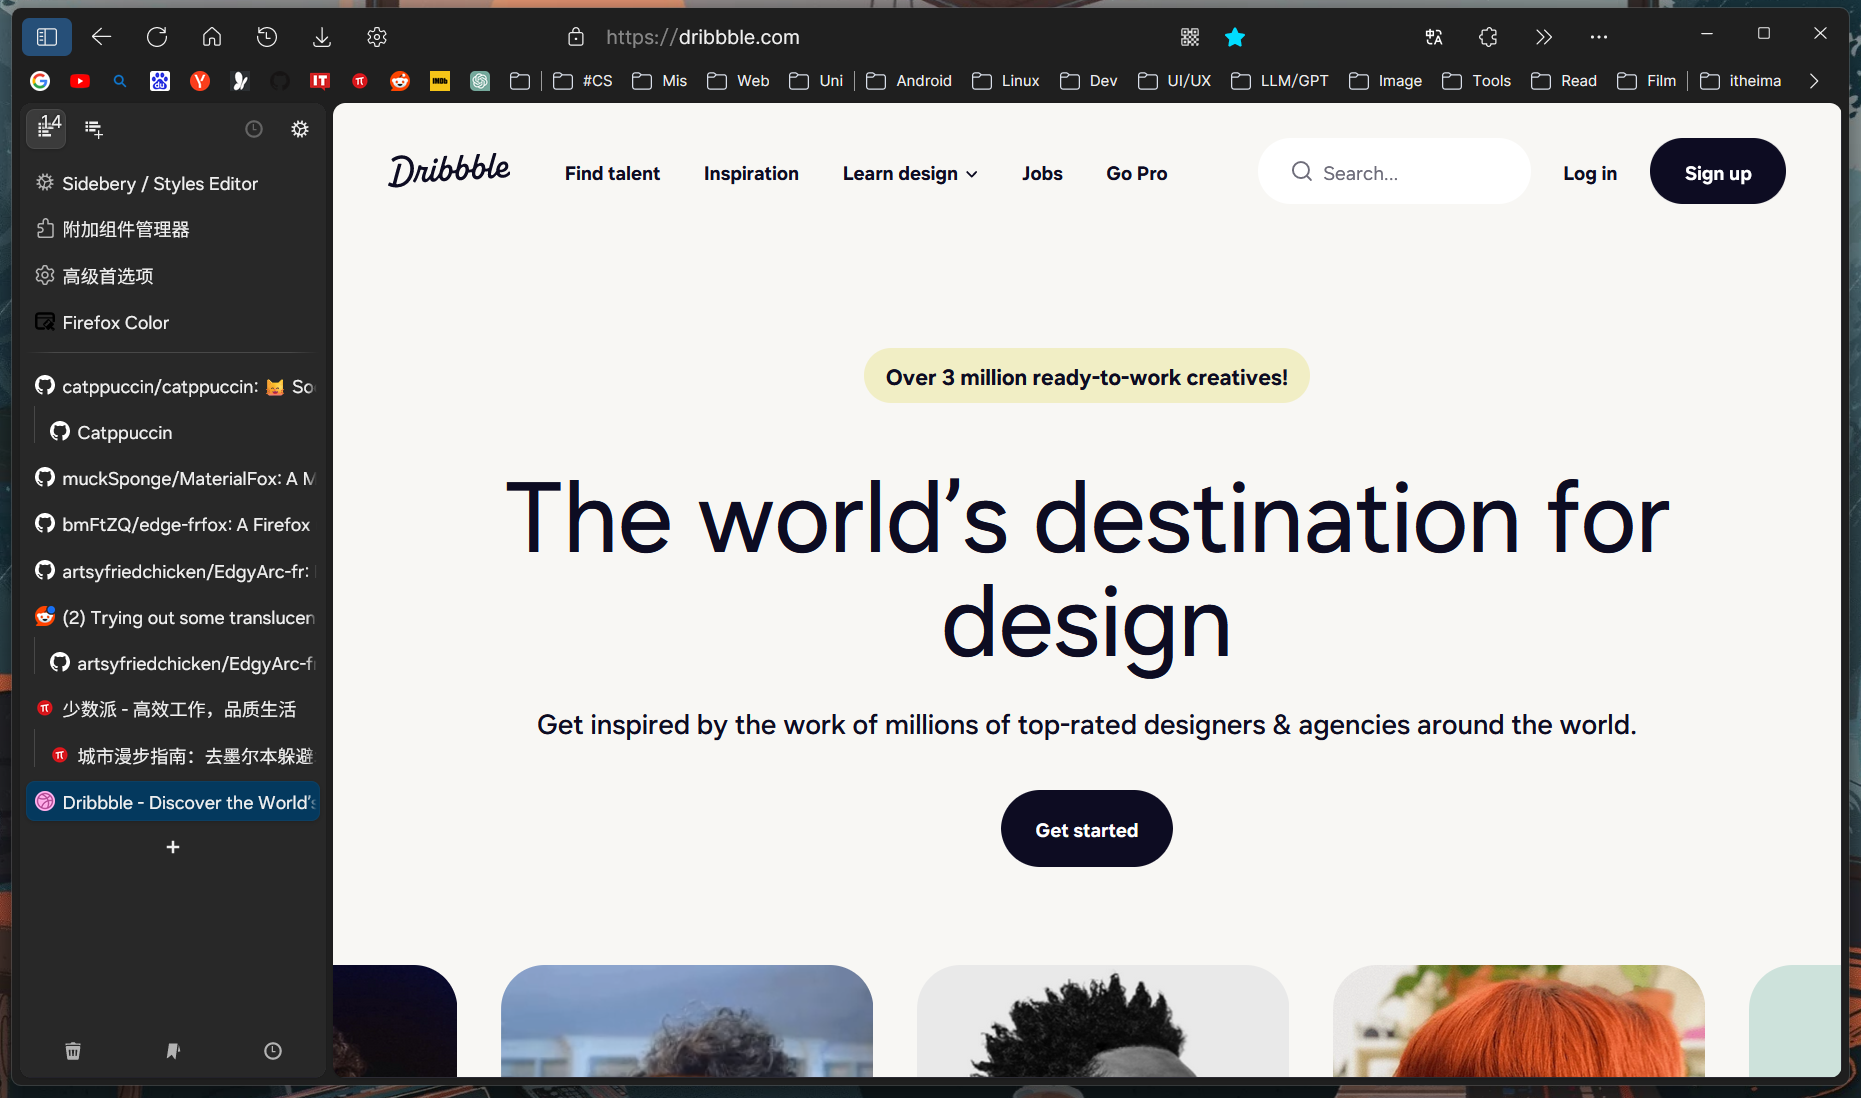 https://dribbble.com
#CS Mis Web Uni Android Linux Dev UI/UX LLM/GPT Image Tools Read Film itheima
14
Sidebery / Styles Editor
附加组件管理器
高级首选项
Firefox Color
catppuccin/catppuccin: 😸 So
Catppuccin
muckSponge/MaterialFox: A M
bmFtZQ/edge-frfox: A Firefox
artsyfriedchicken/EdgyArc-fr:
(2) Trying out some translucen
artsyfriedchicken/EdgyArc-fr
少数派 - 高效工作，品质生活
城市漫步指南：去墨尔本躲避
Dribbble - Discover the World's
+
Dribbble Find talent Inspiration Learn design Jobs Go Pro Search... Log in Sign up
Over 3 million ready-to-work creatives!
The world’s destination for
design
Get inspired by the work of millions of top-rated designers & agencies around the world.
Get started